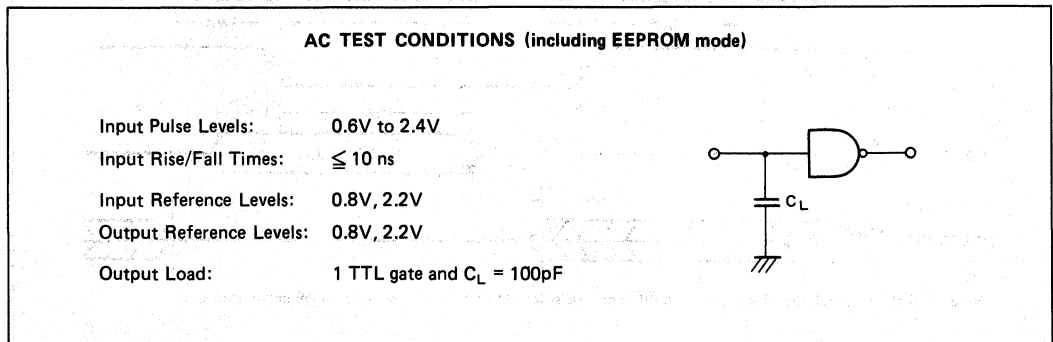 AC TEST CONDITIONS (including EEPROM mode)
Input Pulse Levels: 0.6V to 2.4V
Input Rise/Fall Times: ≦ 10 ns
Input Reference Levels: 0.8V, 2.2V
Output Reference Levels: 0.8V, 2.2V
Output Load: 1 TTL gate and CL = 100pF
CL